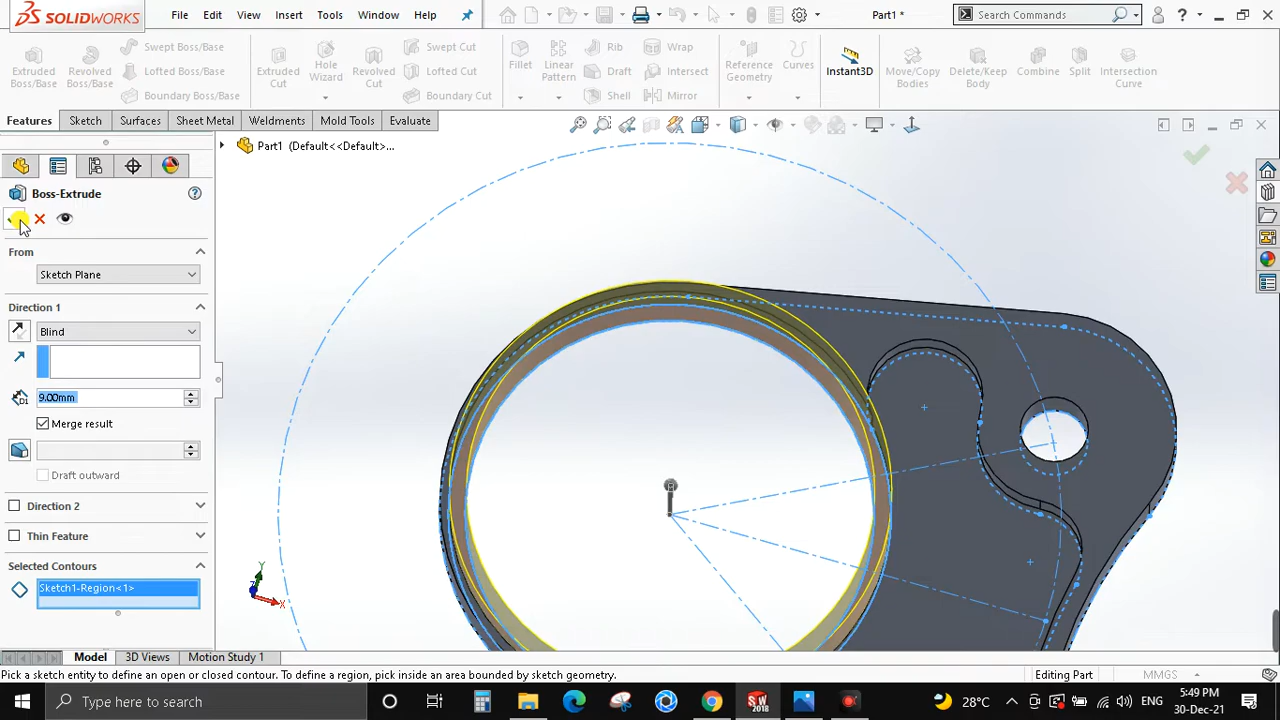 SOLIDWORKS File Edit View Insert Tools Window Help Part1 * Search Commands
Extruded Boss/Base Revolved Boss/Base Swept Boss/Base Lofted Boss/Base Boundary Boss/Base Extruded Cut Hole Wizard Revolved Cut Swept Cut Lofted Cut Boundary Cut Fillet Linear Pattern Rib Draft Shell Wrap Intersect Mirror Reference Geometry Curves Instant3D Move/Copy Bodies Delete/Keep Body Combine Split Intersection Curve
Features Sketch Surfaces Sheet Metal Weldments Mold Tools Evaluate
Part1 (Default<<Default>...
Boss-Extrude
From
Sketch Plane
Direction 1
Blind
9.00mm
Merge result
Draft outward
Direction 2
Thin Feature
Selected Contours
Sketch1-Region<1>
Y
X
Model 3D Views Motion Study 1
Pick a sketch entity to define an open or closed contour. To define a region, pick inside an area bounded by sketch geometry. Editing Part MMGS
Type here to search
SW 2018
28°C
ENG
5:49 PM
30-Dec-21